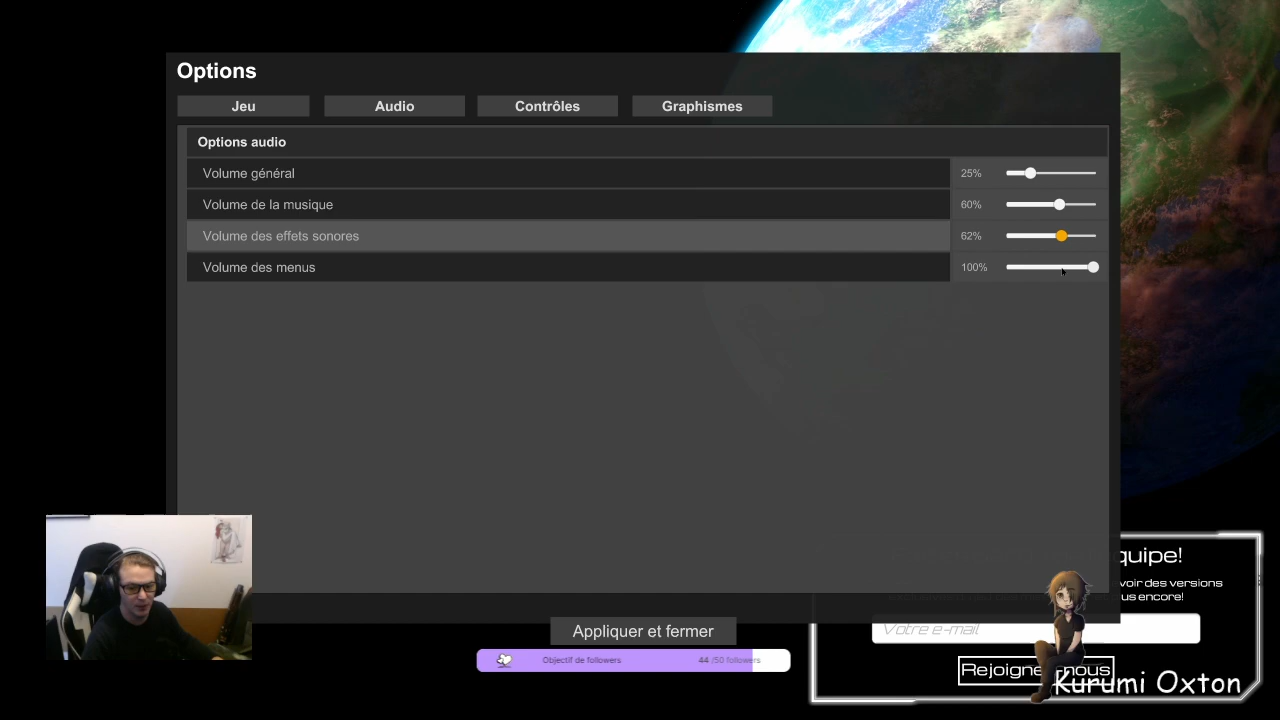 Options
Jeu Audio Contrôles Graphismes
Options audio
Volume général 25%
Volume de la musique 60%
Volume des effets sonores 62%
Volume des menus 100%
quipe!
voir des versions
us encore!
Votre e-mail
Appliquer et fermer
Objectif de followers 44 /50 followers
Rejoigne nous
Kurumi Oxton